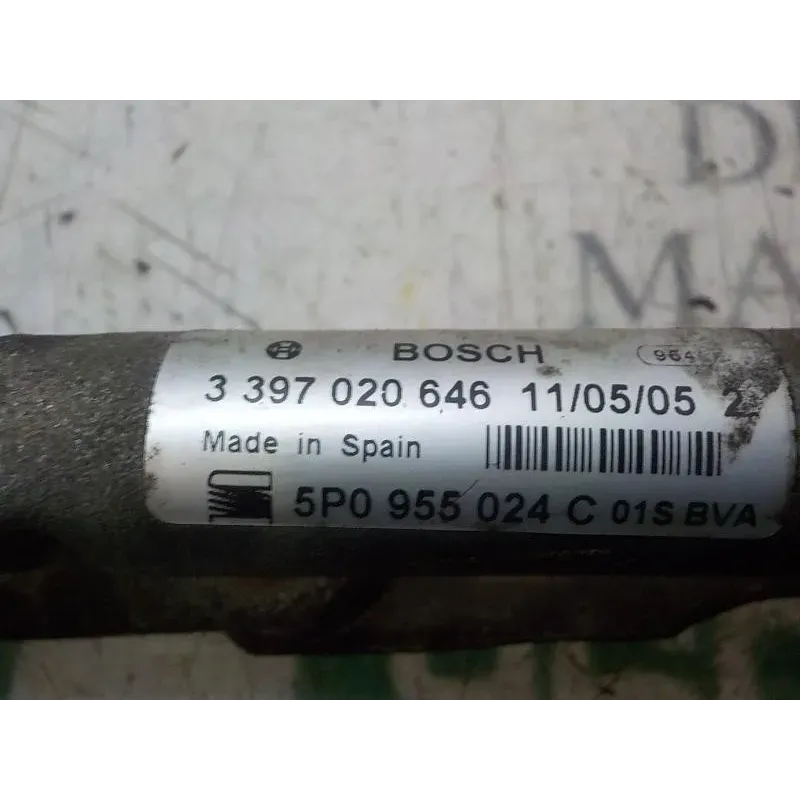 BOSCH
3 397 020 646 11/05/05
Made in Spain
5P0 955 024 C 01S BVA